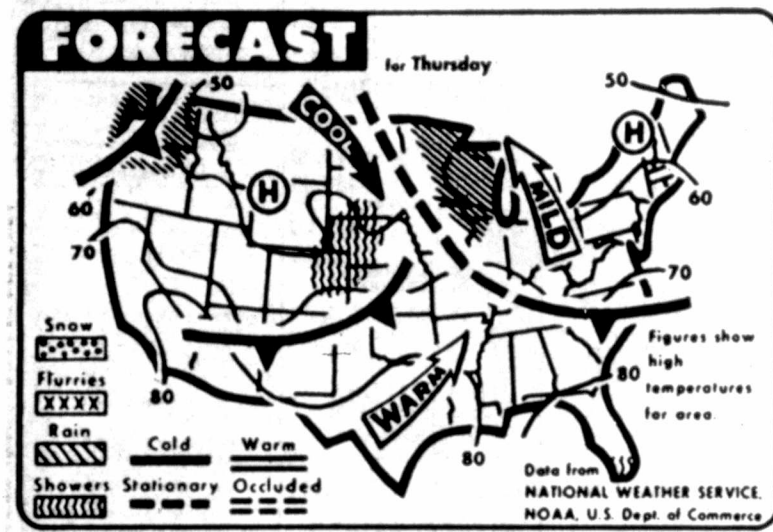 FORECAST
for Thursday
50
COOL
50
H
H
MILD
60
60
70
70
Snow
Flurries
XXXX
Rain
Showers
80
Cold
Warm
Stationary
Occluded
WARM
80
Figures show
high
80
temperatures
for area.
Data from
NATIONAL WEATHER SERVICE,
NOAA, U.S. Dept. of Commerce